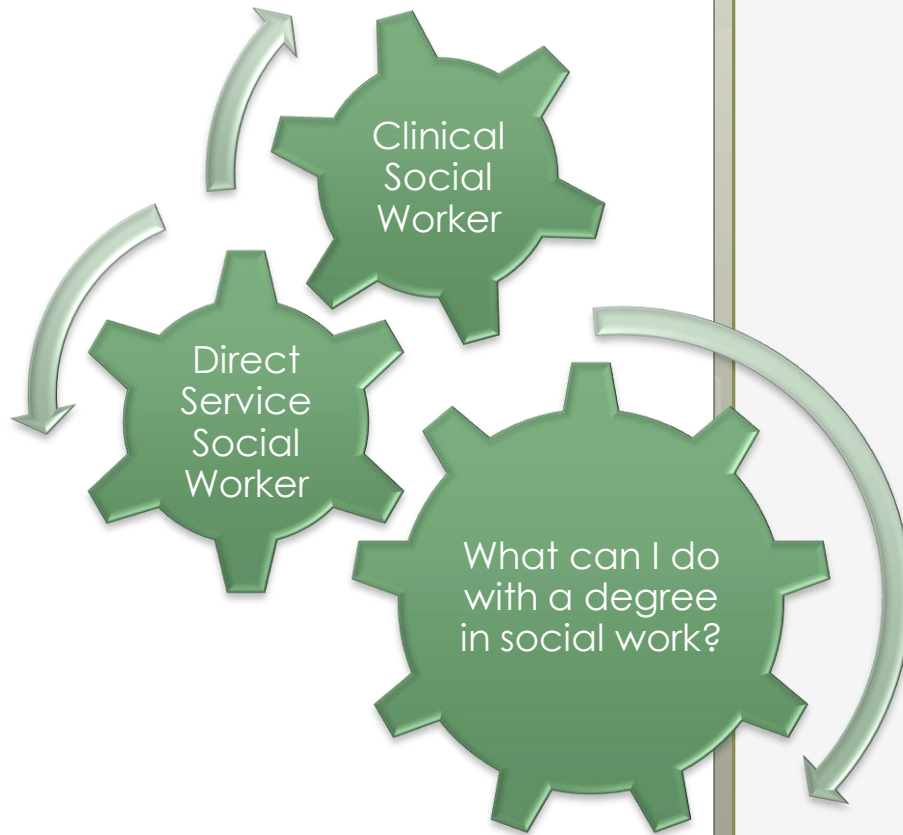 Clinical
Social
Worker
Direct
Service
Social
Worker
What can I do
with a degree
in social work?